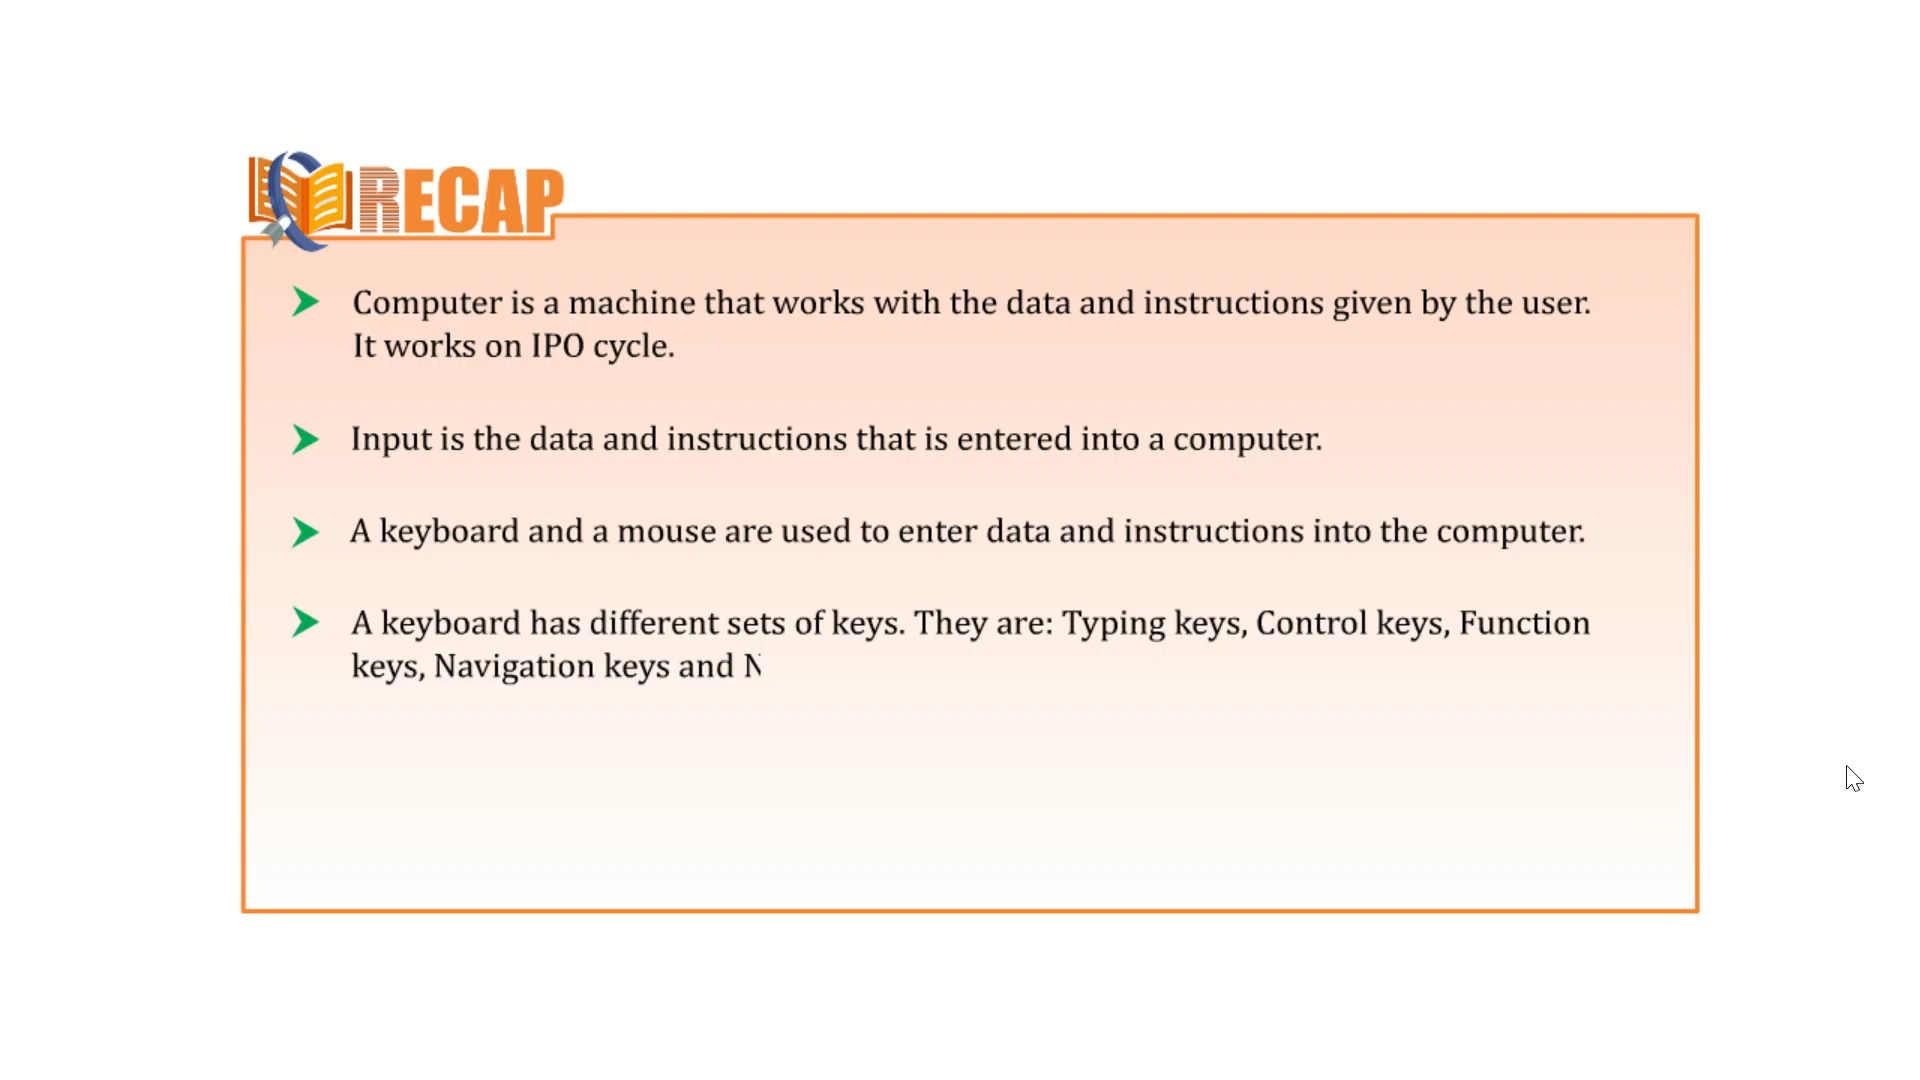 RECAP
Computer is a machine that works with the data and instructions given by the user.
It works on IPO cycle.
Input is the data and instructions that is entered into a computer.
A keyboard and a mouse are used to enter data and instructions into the computer.
A keyboard has different sets of keys. They are: Typing keys, Control keys, Function
keys, Navigation keys and N